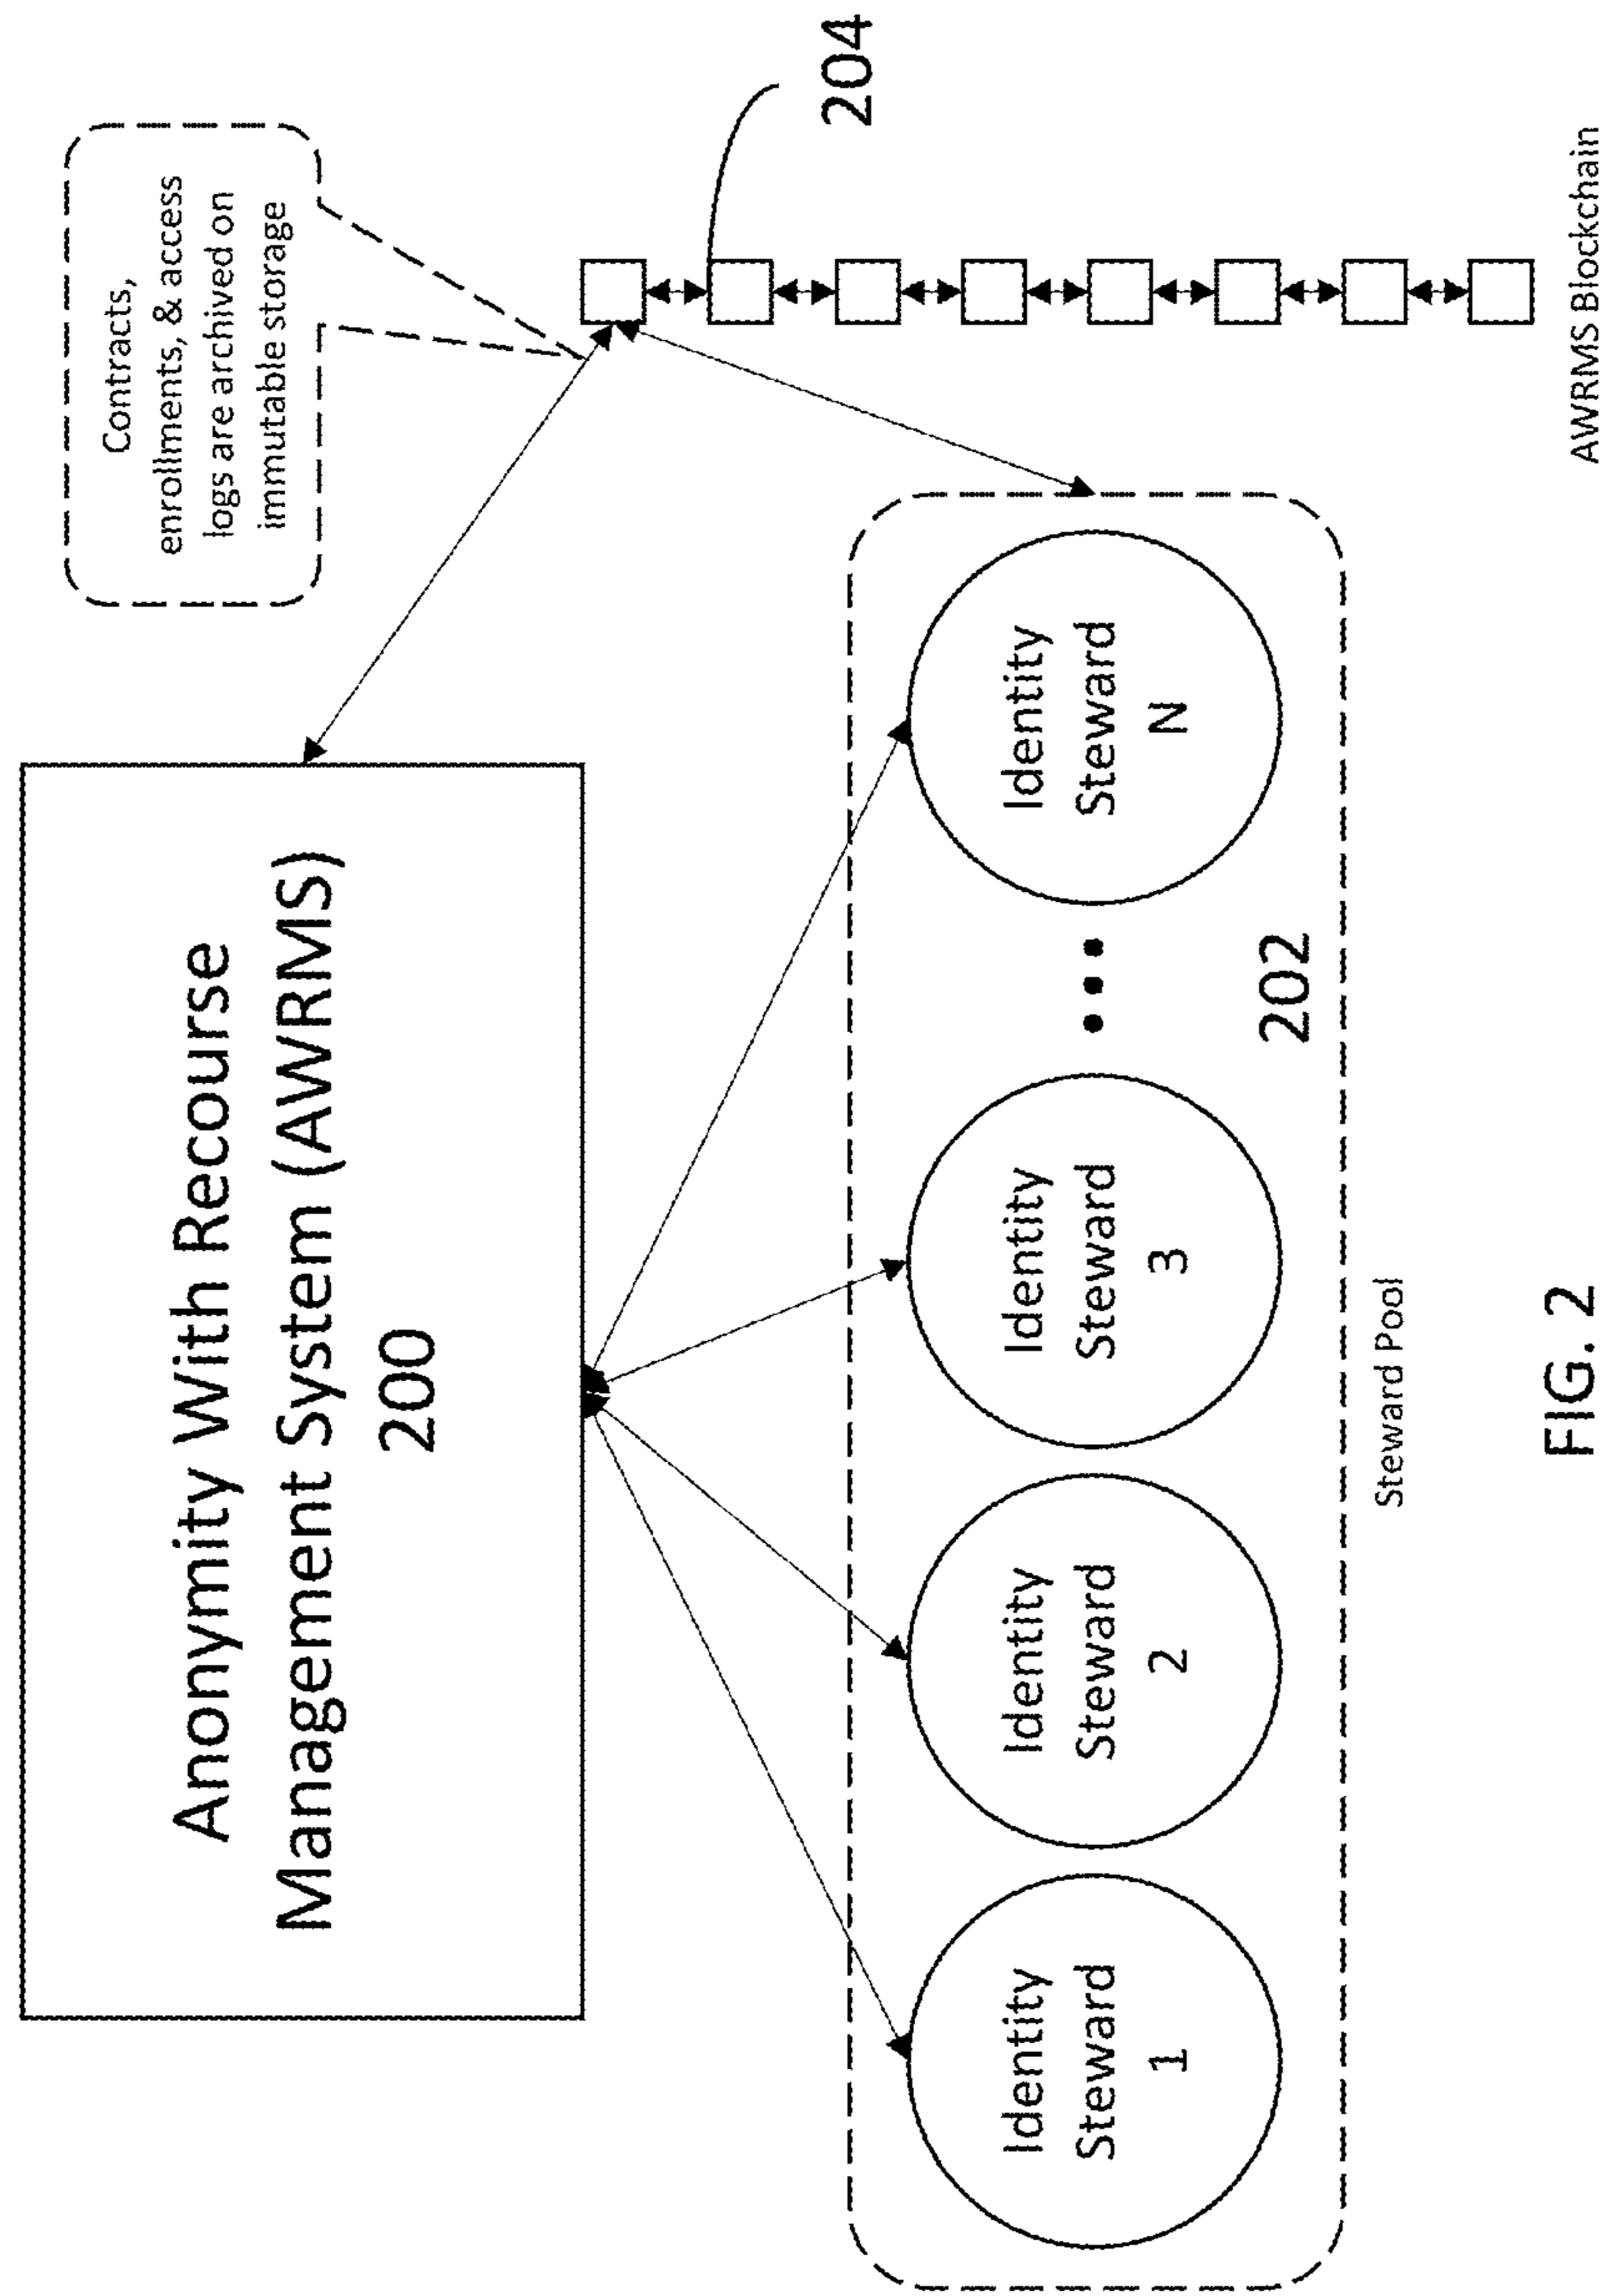 Anonymity With Recourse
Management System (AWRMS)
200
Contracts,
enrollments, & access
logs are archived on
immutable storage
204
Identity
Steward
1
Identity
Steward
2
Identity
Steward
3
Identity
Steward
N
202
Steward Pool
AWRMS Blockchain
FIG. 2